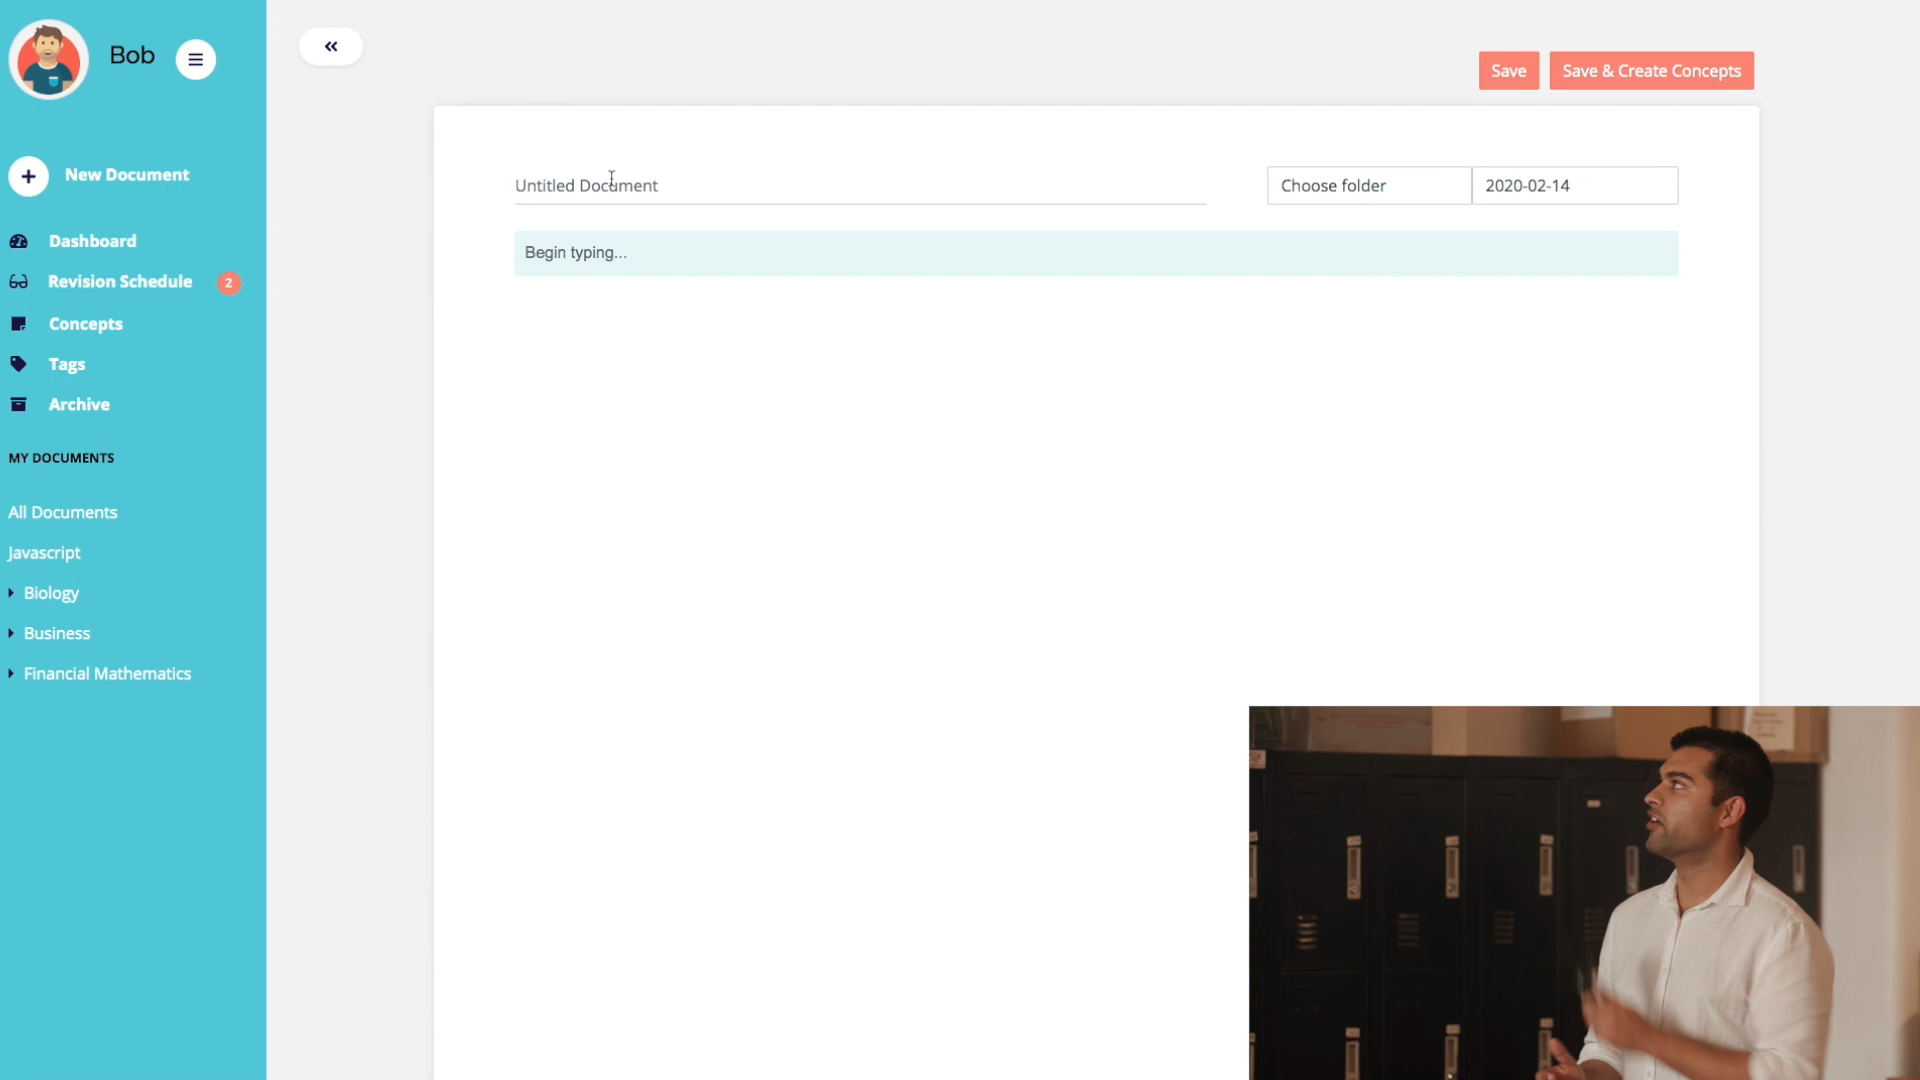 Bob
New Document
Dashboard
Revision Schedule 2
Concepts
Tags
Archive
MY DOCUMENTS
All Documents
Javascript
Biology
Business
Financial Mathematics
Save
Save & Create Concepts
Untitled Document
Choose folder
2020-02-14
Begin typing...